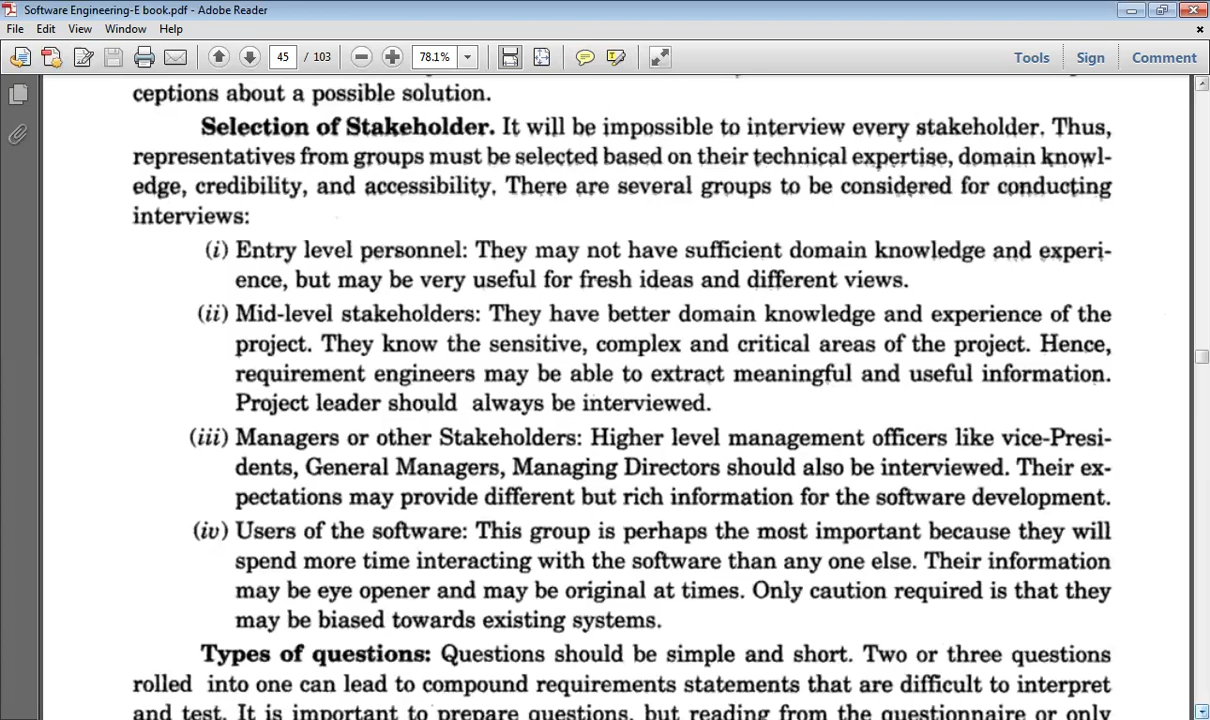 Software Engineering-E book.pdf - Adobe Reader
File Edit View Window Help
45 / 103 78.1% Tools Sign Comment
ceptions about a possible solution.
Selection of Stakeholder. It will be impossible to interview every stakeholder. Thus,
representatives from groups must be selected based on their technical expertise, domain knowl-
edge, credibility, and accessibility. There are several groups to be considered for conducting
interviews:
(i) Entry level personnel: They may not have sufficient domain knowledge and experi-
ence, but may be very useful for fresh ideas and different views.
(ii) Mid-level stakeholders: They have better domain knowledge and experience of the
project. They know the sensitive, complex and critical areas of the project. Hence,
requirement engineers may be able to extract meaningful and useful information.
Project leader should always be interviewed.
(iii) Managers or other Stakeholders: Higher level management officers like vice-Presi-
dents, General Managers, Managing Directors should also be interviewed. Their ex-
pectations may provide different but rich information for the software development.
(iv) Users of the software: This group is perhaps the most important because they will
spend more time interacting with the software than any one else. Their information
may be eye opener and may be original at times. Only caution required is that they
may be biased towards existing systems.
Types of questions: Questions should be simple and short. Two or three questions
rolled into one can lead to compound requirements statements that are difficult to interpret
and test. It is important to prepare questions, but reading from the questionnaire or only